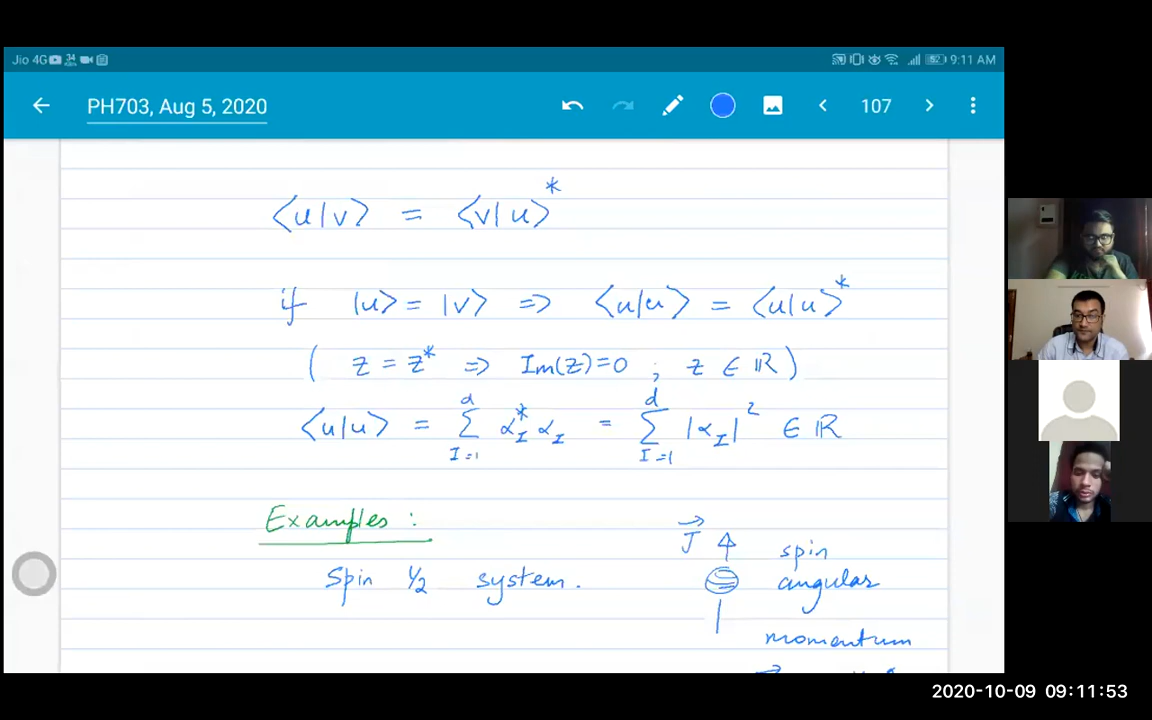 Jio 4G 9:11 AM
PH703, Aug 5, 2020 107
<u|v> = <v|u>*
if |u> = |v> => <u|u> = <u|u>*
( z = z* => Im(z)=0 ; z ∈ ℝ )
<u|u> = Σ_{I=1}^{d} α_I^* α_I = Σ_{I=1}^{d} |α_I|^2 ∈ ℝ
Examples :
Spin 1/2 system.
J
spin
angular
momentum
2020-10-09 09:11:53